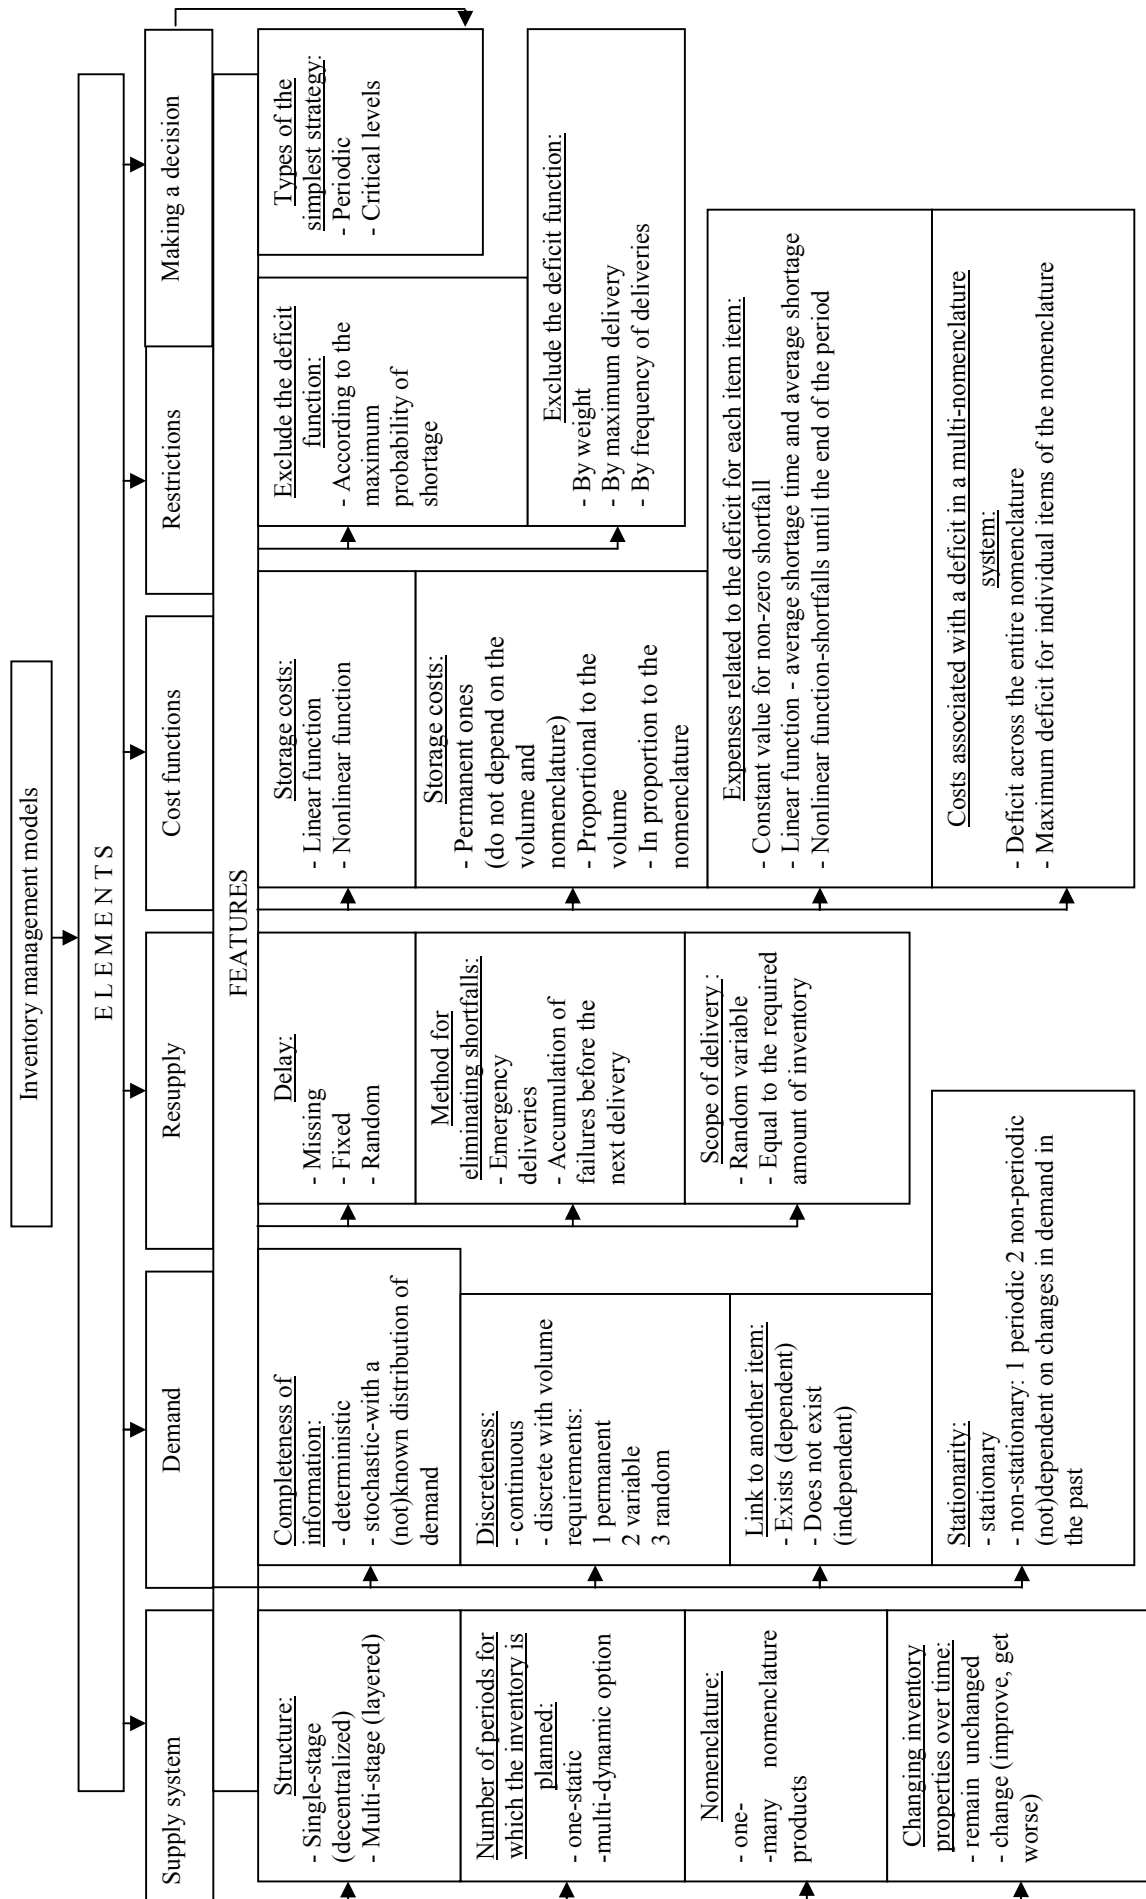 Inventory management models
E L E M E N T S
Supply system
Demand
Resupply
Cost functions
Restrictions
Making a decision
FEATURES
Structure:
- Single-stage
(decentralized)
- Multi-stage (layered)
Number of periods for
which the inventory is
planned:
- one-static
-multi-dynamic option
Nomenclature:
- one-
-many nomenclature
products
Changing inventory
properties over time:
- remain unchanged
- change (improve, get
worse)
Completeness of
information:
- deterministic
- stochastic-with a
(not)known distribution of
demand
Discreteness:
- continuous
- discrete with volume
requirements:
1 permanent
2 variable
3 random
Link to another item:
- Exists (dependent)
- Does not exist
(independent)
Stationarity:
- stationary
- non-stationary: 1 periodic 2 non-periodic
(not)dependent on changes in demand in
the past
Delay:
- Missing
- Fixed
- Random
Method for
eliminating shortfalls:
- Emergency
deliveries
- Accumulation of
failures before the
next delivery
Scope of delivery :
- Random variable
- Equal to the required
amount of inventory
Storage costs:
- Linear function
- Nonlinear function
Storage costs:
- Permanent ones
(do not depend on the
volume and
nomenclature)
- Proportional to the
volume
- In proportion to the
nomenclature
Expenses related to the deficit for each item item:
- Constant value for non-zero shortfall
- Linear function - average shortage time and average shortage
- Nonlinear function-shortfalls until the end of the period
Costs associated with a deficit in a multi-nomenclature
system:
- Deficit across the entire nomenclature
- Maximum deficit for individual items of the nomenclature
Exclude the deficit
function:
- According to the
maximum
probability of
shortage
Exclude the deficit function:
- By weight
- By maximum delivery
- By frequency of deliveries
Types of the
simplest strategy:
- Periodic
- Critical levels